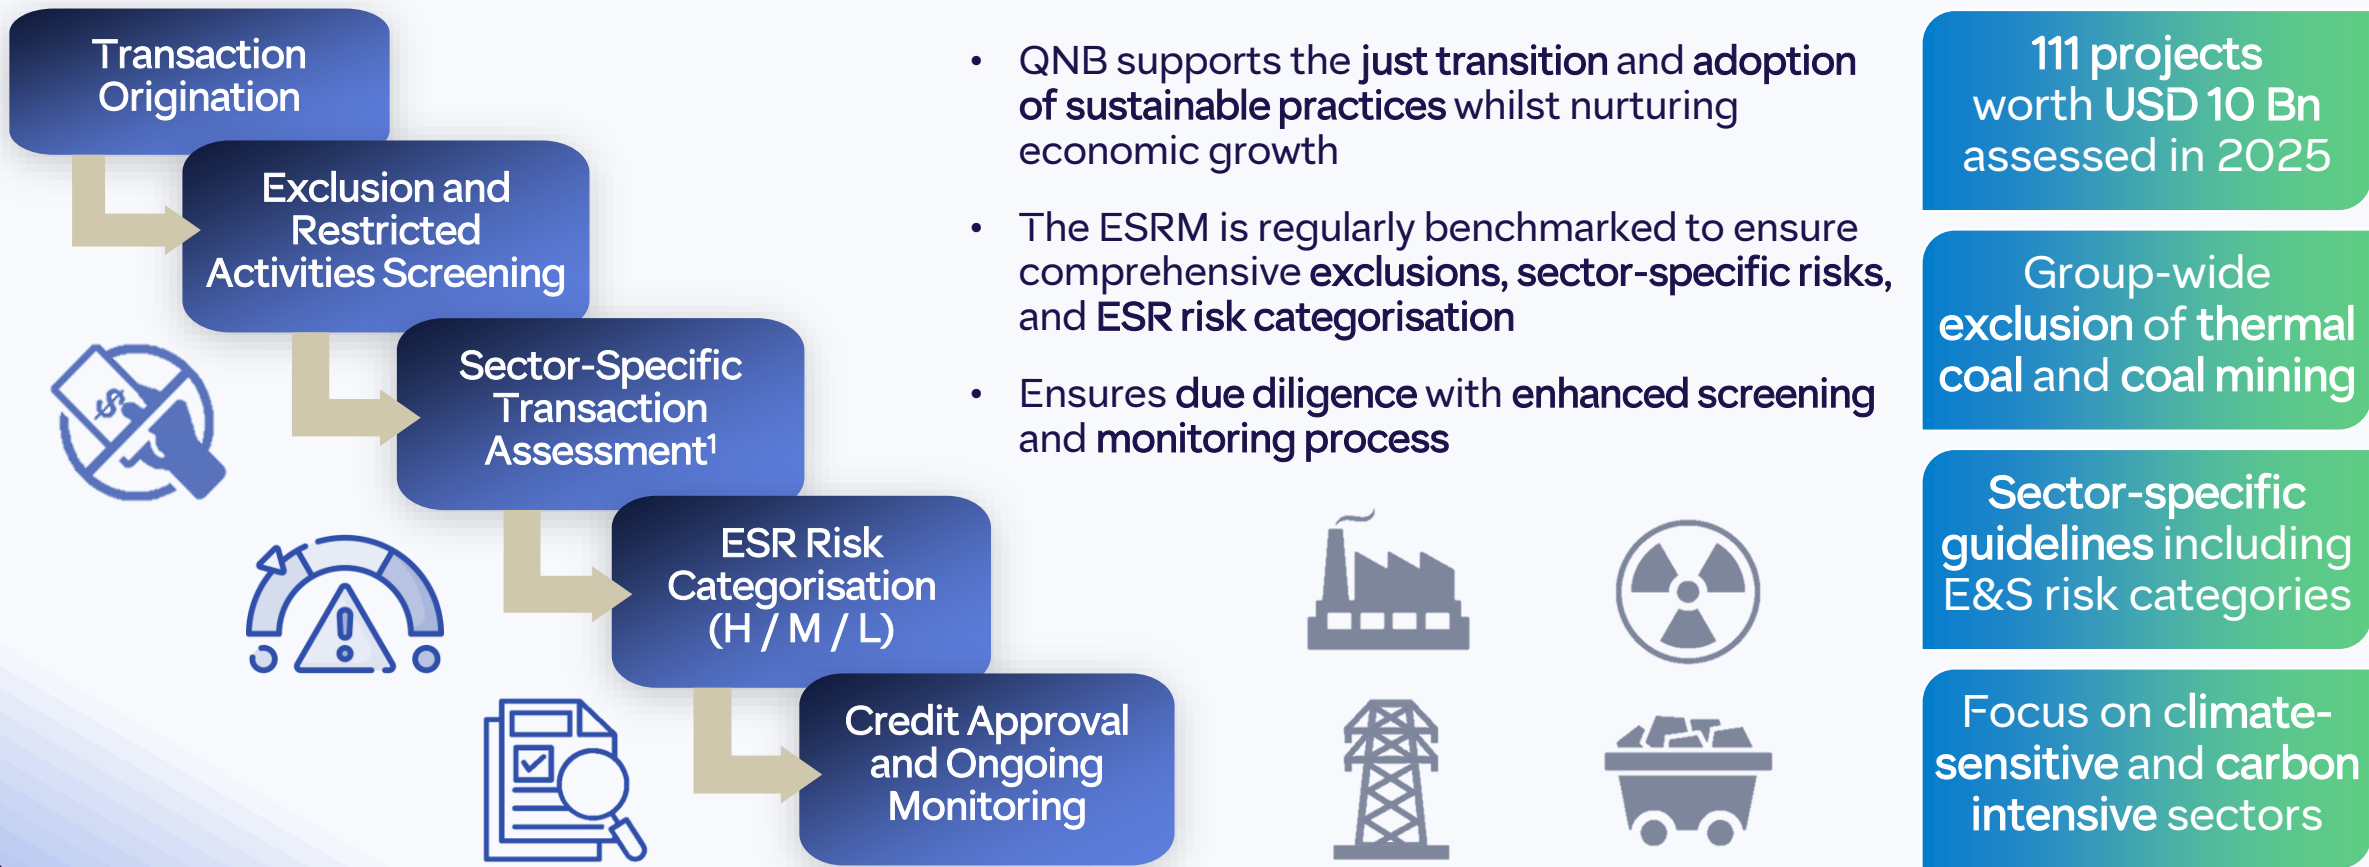 Transaction
Origination
Exclusion and
Restricted
Activities Screening
Sector-Specific
Transaction
Assessment¹
ESR Risk
Categorisation
(H / M / L)
Credit Approval
and Ongoing
Monitoring
• QNB supports the just transition and adoption
of sustainable practices whilst nurturing
economic growth
• The ESRM is regularly benchmarked to ensure
comprehensive exclusions, sector-specific risks,
and ESR risk categorisation
• Ensures due diligence with enhanced screening
and monitoring process
111 projects
worth USD 10 Bn
assessed in 2025
Group-wide
exclusion of thermal
coal and coal mining
Sector-specific
guidelines including
E&S risk categories
Focus on climate-
sensitive and carbon
intensive sectors
$